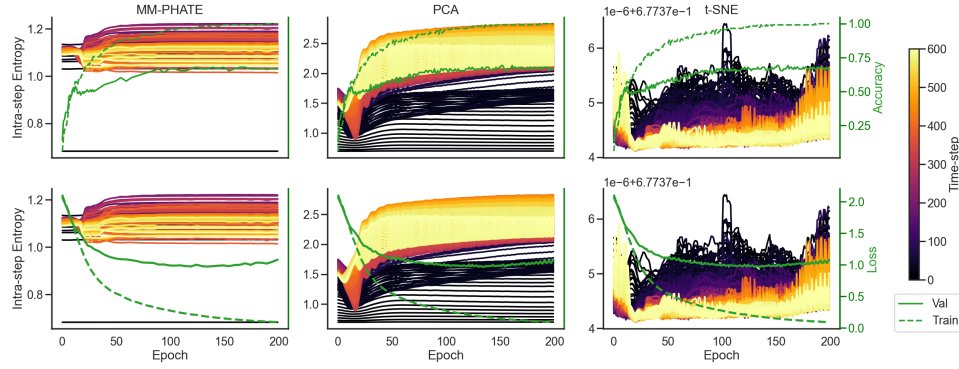 MM-PHATE
PCA
t-SNE
1e-6+6.7737e-1
Intra-step Entropy
1.2
1.0
0.8
2.5
2.0
1.5
1.0
6
5
4
1.00
0.75
0.50
0.25
Accuracy
1e-6+6.7737e-1
Intra-step Entropy
1.2
1.0
0.8
2.5
2.0
1.5
1.0
6
5
4
2.0
1.5
1.0
0.5
0.0
Loss
0 50 100 150 200
Epoch
0 50 100 150 200
Epoch
0 50 100 150 200
Epoch
600
500
400
300
200
100
0
Time-step
Val
Train